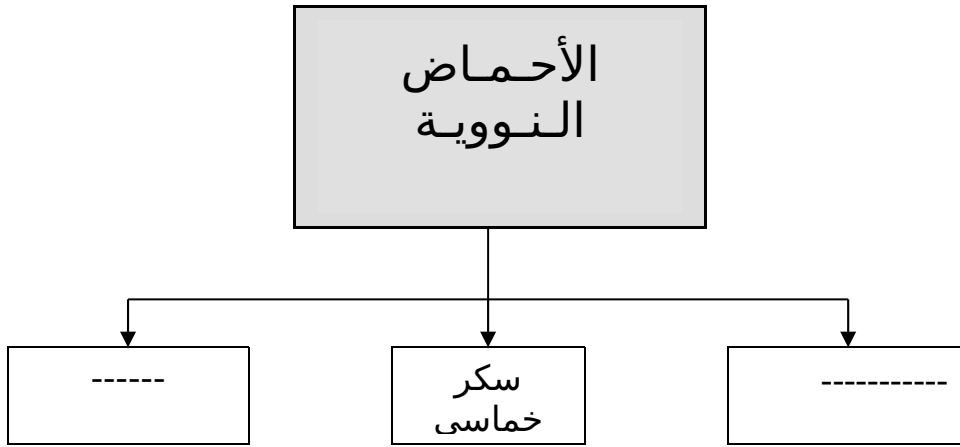 الأحـمـاض
الـنـوويـة
-----------
سكر
خماسي
------